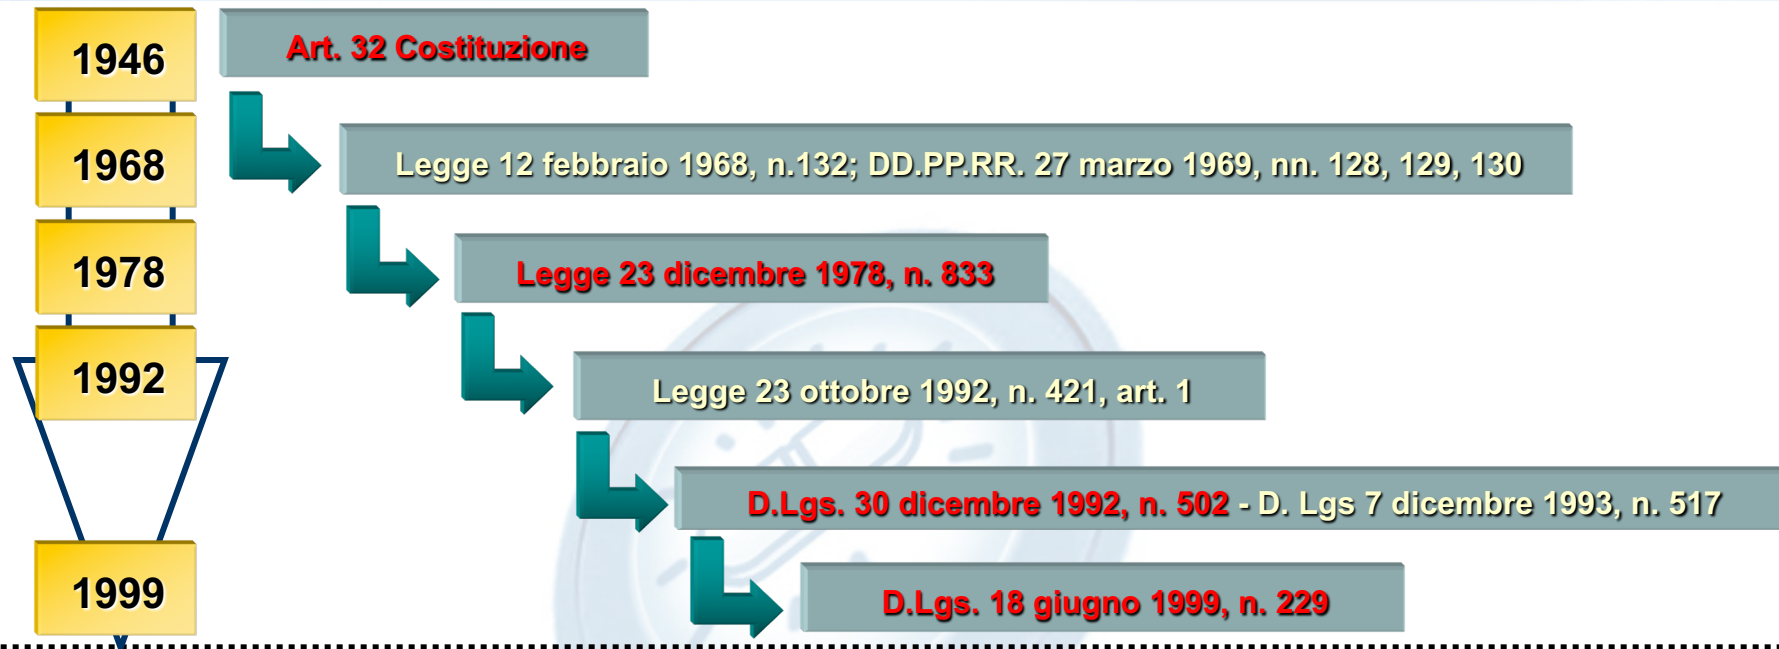 1946
Art. 32 Costituzione
1968
Legge 12 febbraio 1968, n.132; DD.PP.RR. 27 marzo 1969, nn. 128, 129, 130
1978
Legge 23 dicembre 1978, n. 833
1992
Legge 23 ottobre 1992, n. 421, art. 1
D.Lgs. 30 dicembre 1992, n. 502 - D. Lgs 7 dicembre 1993, n. 517
1999
D.Lgs. 18 giugno 1999, n. 229